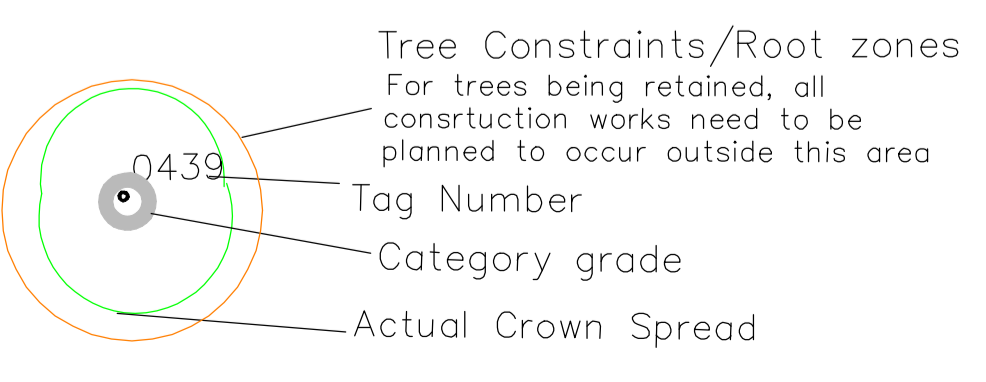 Tree Constraints/Root zones
For trees being retained, all
consrtuction works need to be
planned to occur outside this area
0439
Tag Number
Category grade
Actual Crown Spread